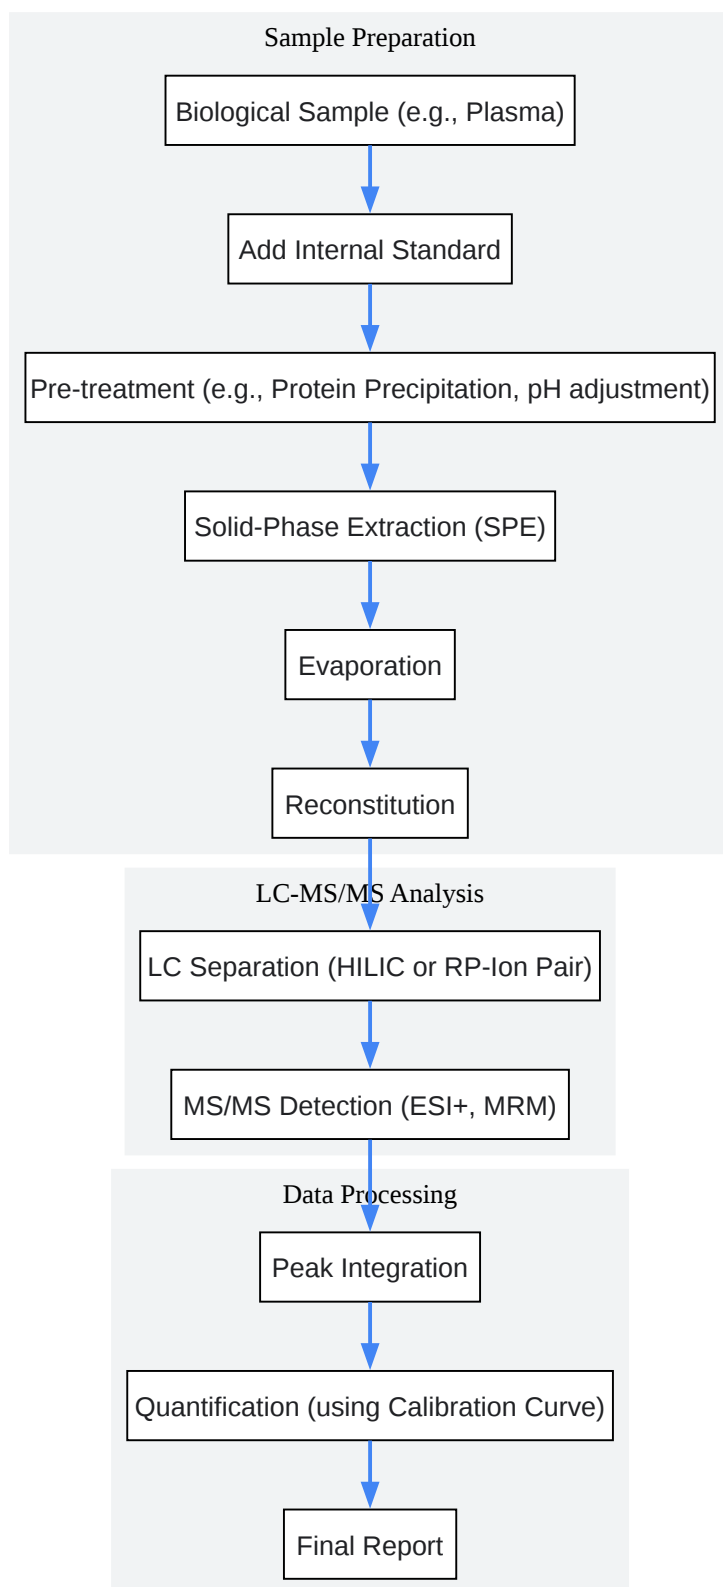 Sample Preparation
Biological Sample (e.g., Plasma)
Add Internal Standard
Pre-treatment (e.g., Protein Precipitation, pH adjustment)
Solid-Phase Extraction (SPE)
Evaporation
Reconstitution
LC-MS/MS Analysis
LC Separation (HILIC or RP-Ion Pair)
MS/MS Detection (ESI+, MRM)
Data Processing
Peak Integration
Quantification (using Calibration Curve)
Final Report